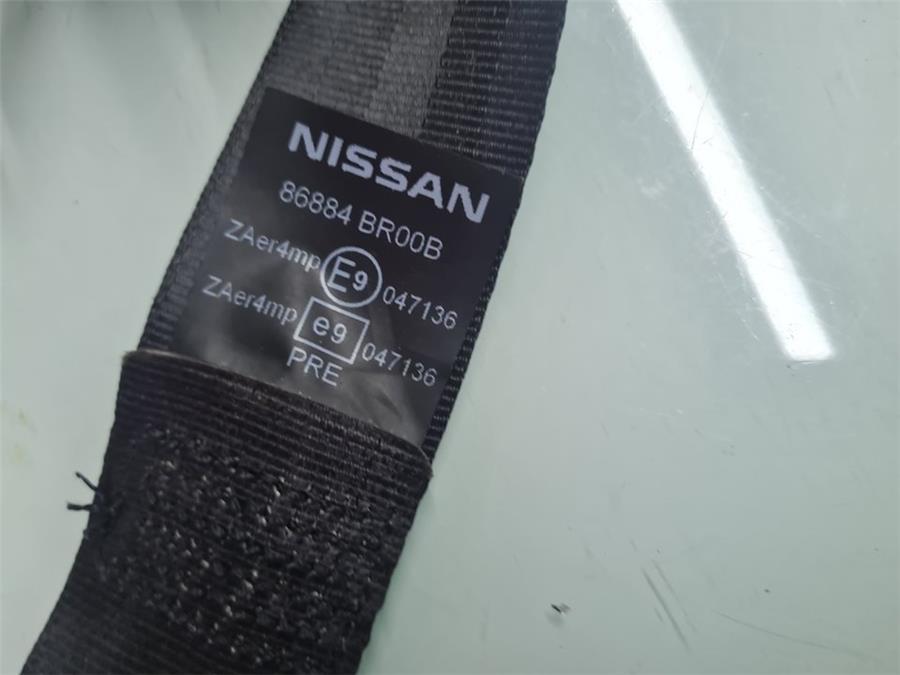 NISSAN
86884 BR00B
ZAer4mp E9 047136
ZAer4mp e9 047136
PRE